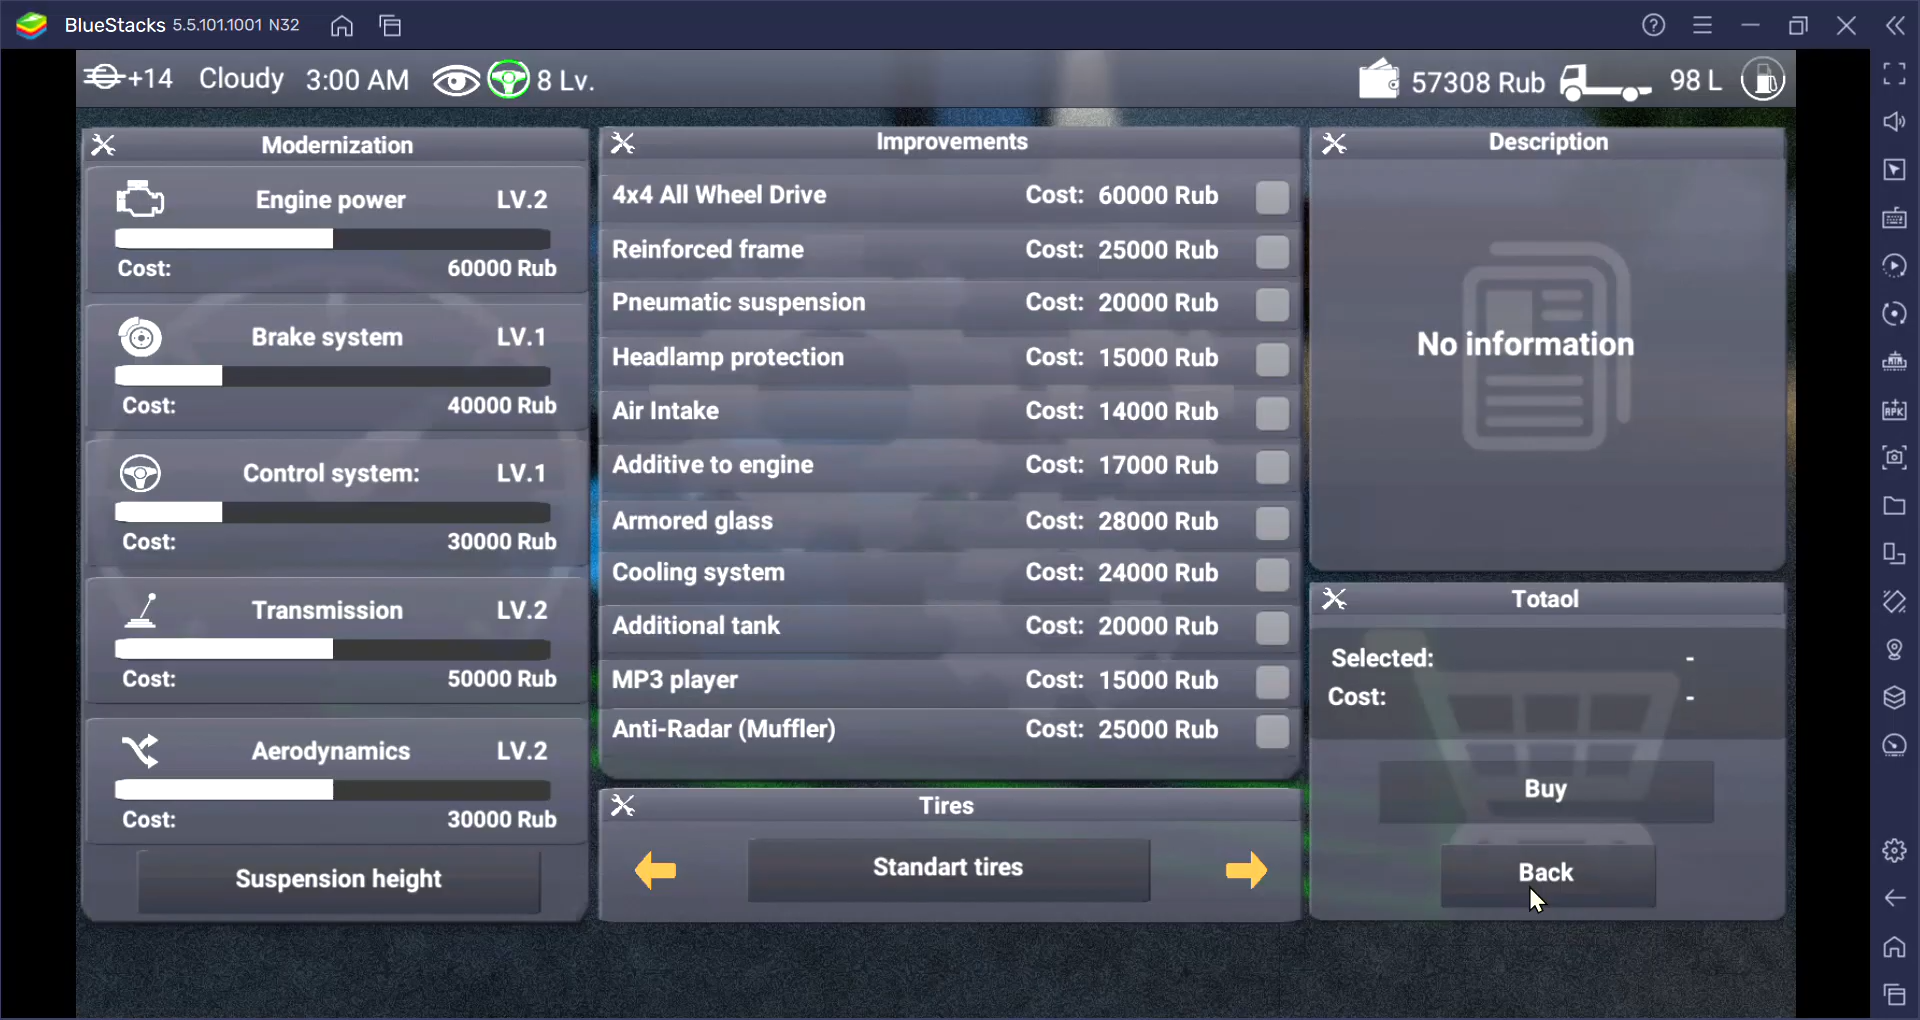 BlueStacks 5.5.101.1001 N32
+14 Cloudy 3:00 AM 8 Lv. 57308 Rub 98 L
Modernization
Engine power LV.2
Cost: 60000 Rub
Brake system LV.1
Cost: 40000 Rub
Control system: LV.1
Cost: 30000 Rub
Transmission LV.2
Cost: 50000 Rub
Aerodynamics LV.2
Cost: 30000 Rub
Suspension height
Improvements
4x4 All Wheel Drive Cost: 60000 Rub
Reinforced frame Cost: 25000 Rub
Pneumatic suspension Cost: 20000 Rub
Headlamp protection Cost: 15000 Rub
Air Intake Cost: 14000 Rub
Additive to engine Cost: 17000 Rub
Armored glass Cost: 28000 Rub
Cooling system Cost: 24000 Rub
Additional tank Cost: 20000 Rub
MP3 player Cost: 15000 Rub
Anti-Radar (Muffler) Cost: 25000 Rub
Tires
Standart tires
Description
No information
Totaol
Selected: -
Cost: -
Buy
Back
APK